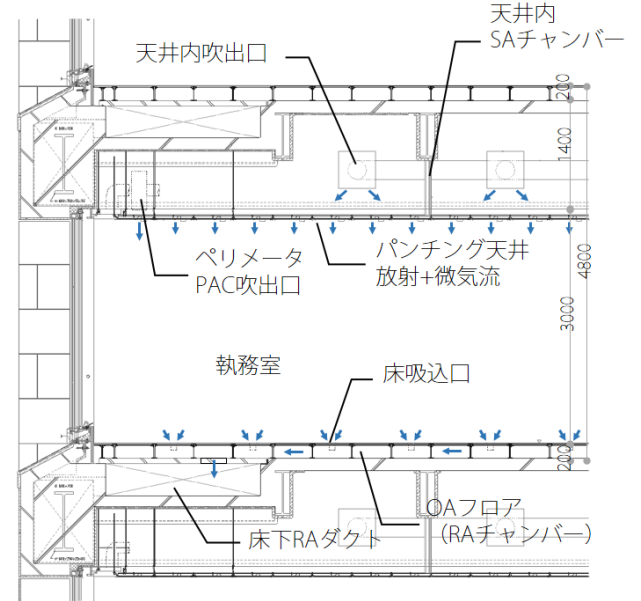 天井内
SAチャンバー
天井内吹出口
200
1400
ペリメータ
PAC吹出口
パンチング天井
放射+微気流
4800
3000
執務室
床吸込口
200
OAフロア
(RAチャンバー)
床下RAダクト